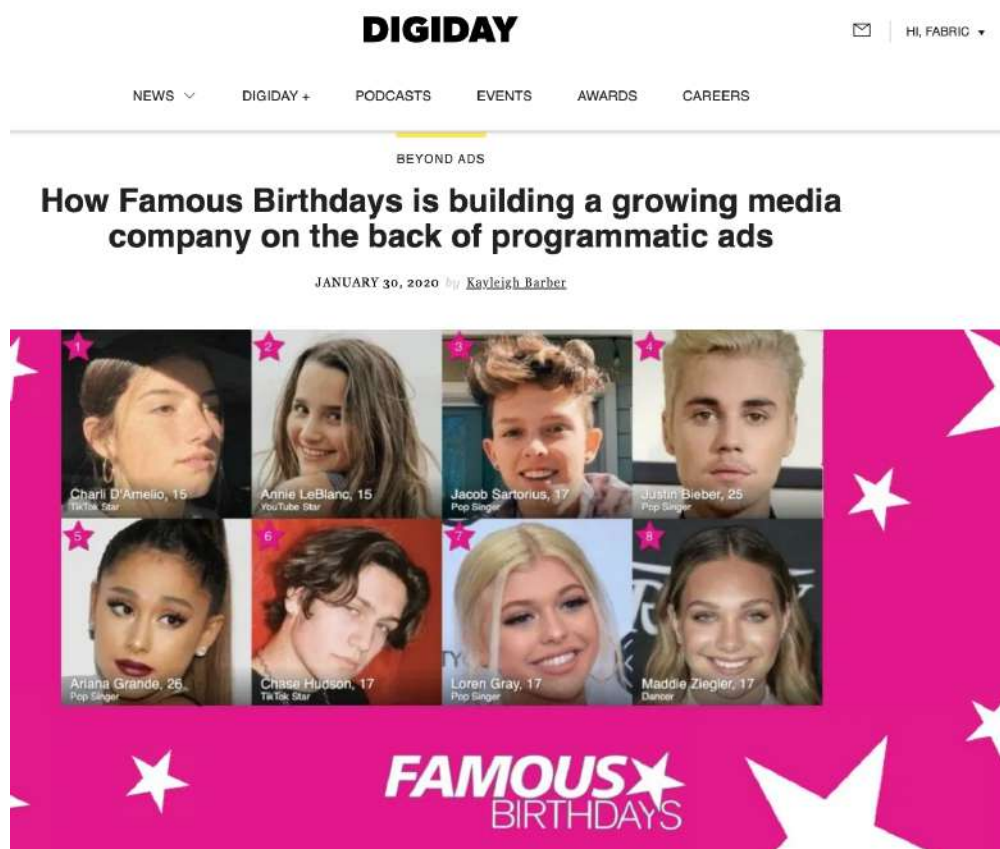 DIGIDAY
HI, FABRIC
NEWS
DIGIDAY +
PODCASTS
EVENTS
AWARDS
CAREERS
BEYOND ADS
How Famous Birthdays is building a growing media
company on the back of programmatic ads
JANUARY 30, 2020 by Kayleigh Barber
1
Charli D'Amelio, 15
TikTok Star
2
Annie LeBlanc, 15
YouTube Star
3
Jacob Sartorius, 17
Pop Singer
4
Justin Bieber, 25
Pop Singer
5
Ariana Grande, 26
Pop Singer
6
Chase Hudson, 17
TikTok Star
7
Loren Gray, 17
Pop Singer
8
Maddie Ziegler, 17
Dancer
FAMOUS
BIRTHDAYS